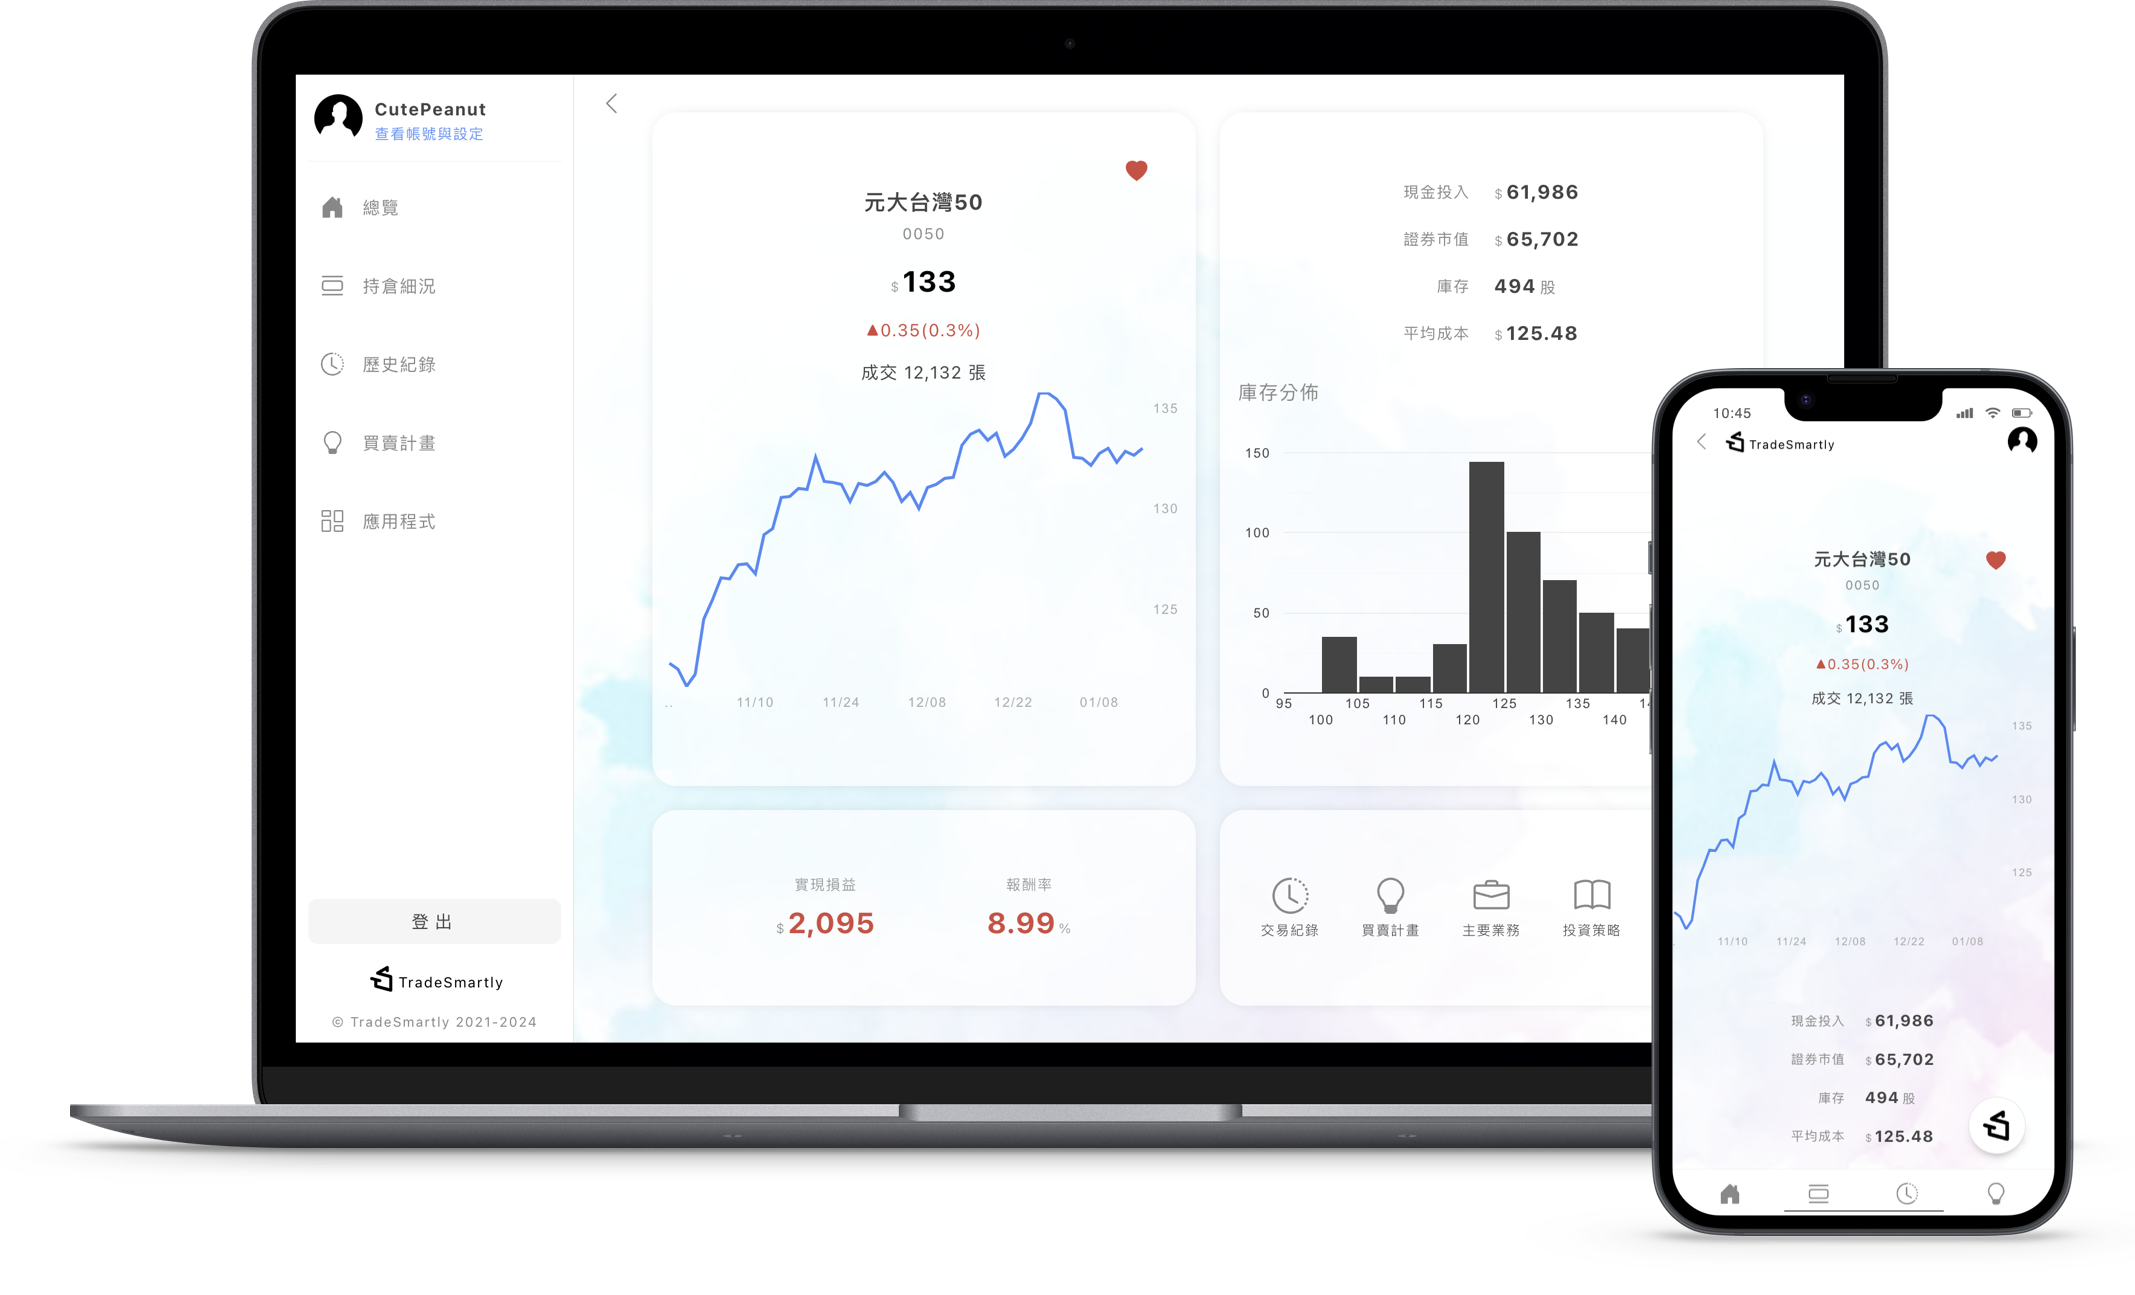 CutePeanut
查看帳號與設定
總覽
持倉細況
歷史紀錄
買賣計畫
應用程式
登出
TradeSmartly
© TradeSmartly 2021-2024
元大台灣50
0050
$ 133
▲0.35(0.3%)
成交 12,132 張
135
130
125
..
11/10 11/24 12/08 12/22 01/08
現金投入 $ 61,986
證券市值 $ 65,702
庫存 494 股
平均成本 $ 125.48
庫存分佈
150
100
50
0
95 105 115 125 135
100 110 120 130 140
實現損益 報酬率
$ 2,095 8.99 %
交易紀錄 買賣計畫 主要業務 投資策略
10:45
TradeSmartly
元大台灣50
0050
$ 133
▲0.35(0.3%)
成交 12,132 張
135
130
125
11/10 11/24 12/08 12/22 01/08
現金投入 $ 61,986
證券市值 $ 65,702
庫存 494 股
平均成本 $ 125.48